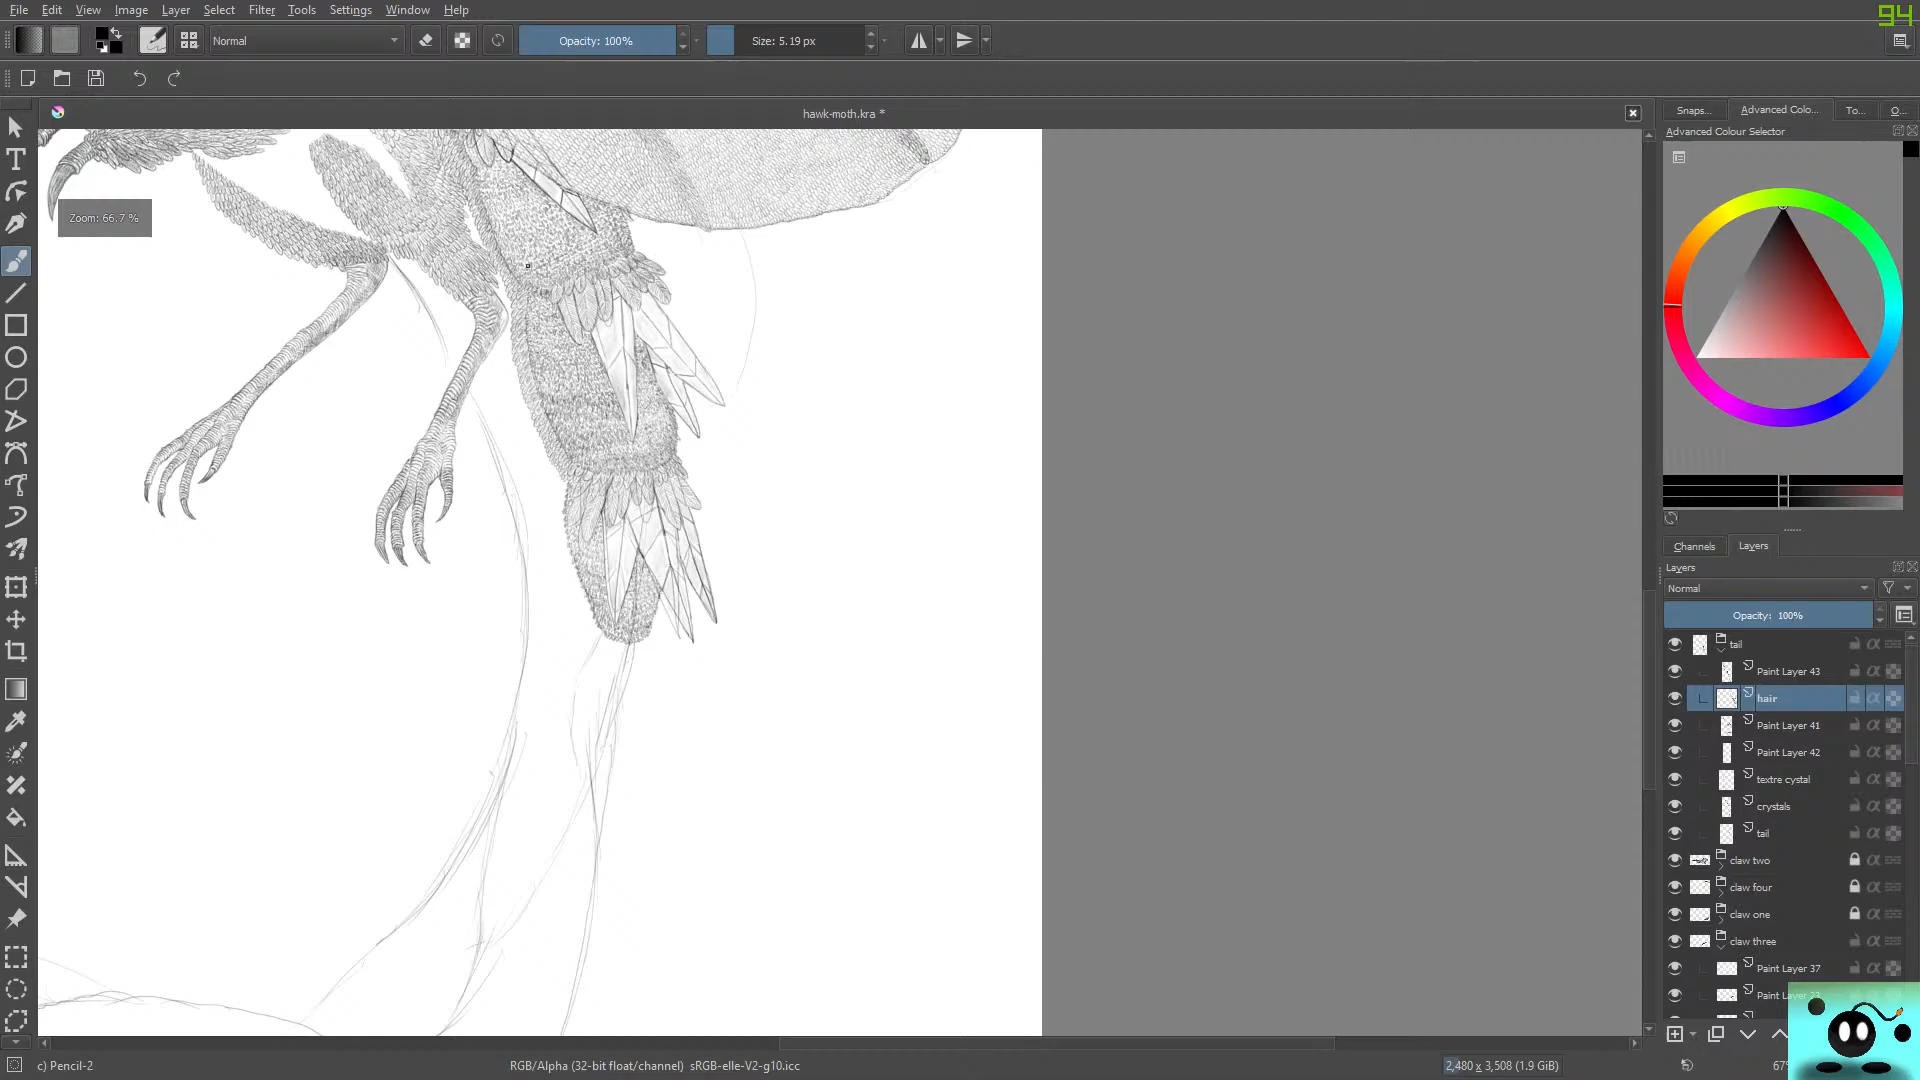 File Edit View Image Layer Select Filter Tools Settings Window Help
94
Normal
Opacity: 100%
Size: 5.19 px
hawk-moth.kra *
Snaps...
Advanced Colo...
To...
O...
Advanced Colour Selector
Zoom: 66.7 %
Channels
Layers
Layers
Normal
Opacity: 100%
tail
Paint Layer 43
hair
Paint Layer 41
Paint Layer 42
textre cystal
crystals
tail
claw two
claw four
claw one
claw three
Paint Layer 37
Paint Layer
c) Pencil-2
RGB/Alpha (32-bit float/channel) sRGB-elle-V2-g10.icc
2,480 x 3,508 (1.9 GiB)
67%